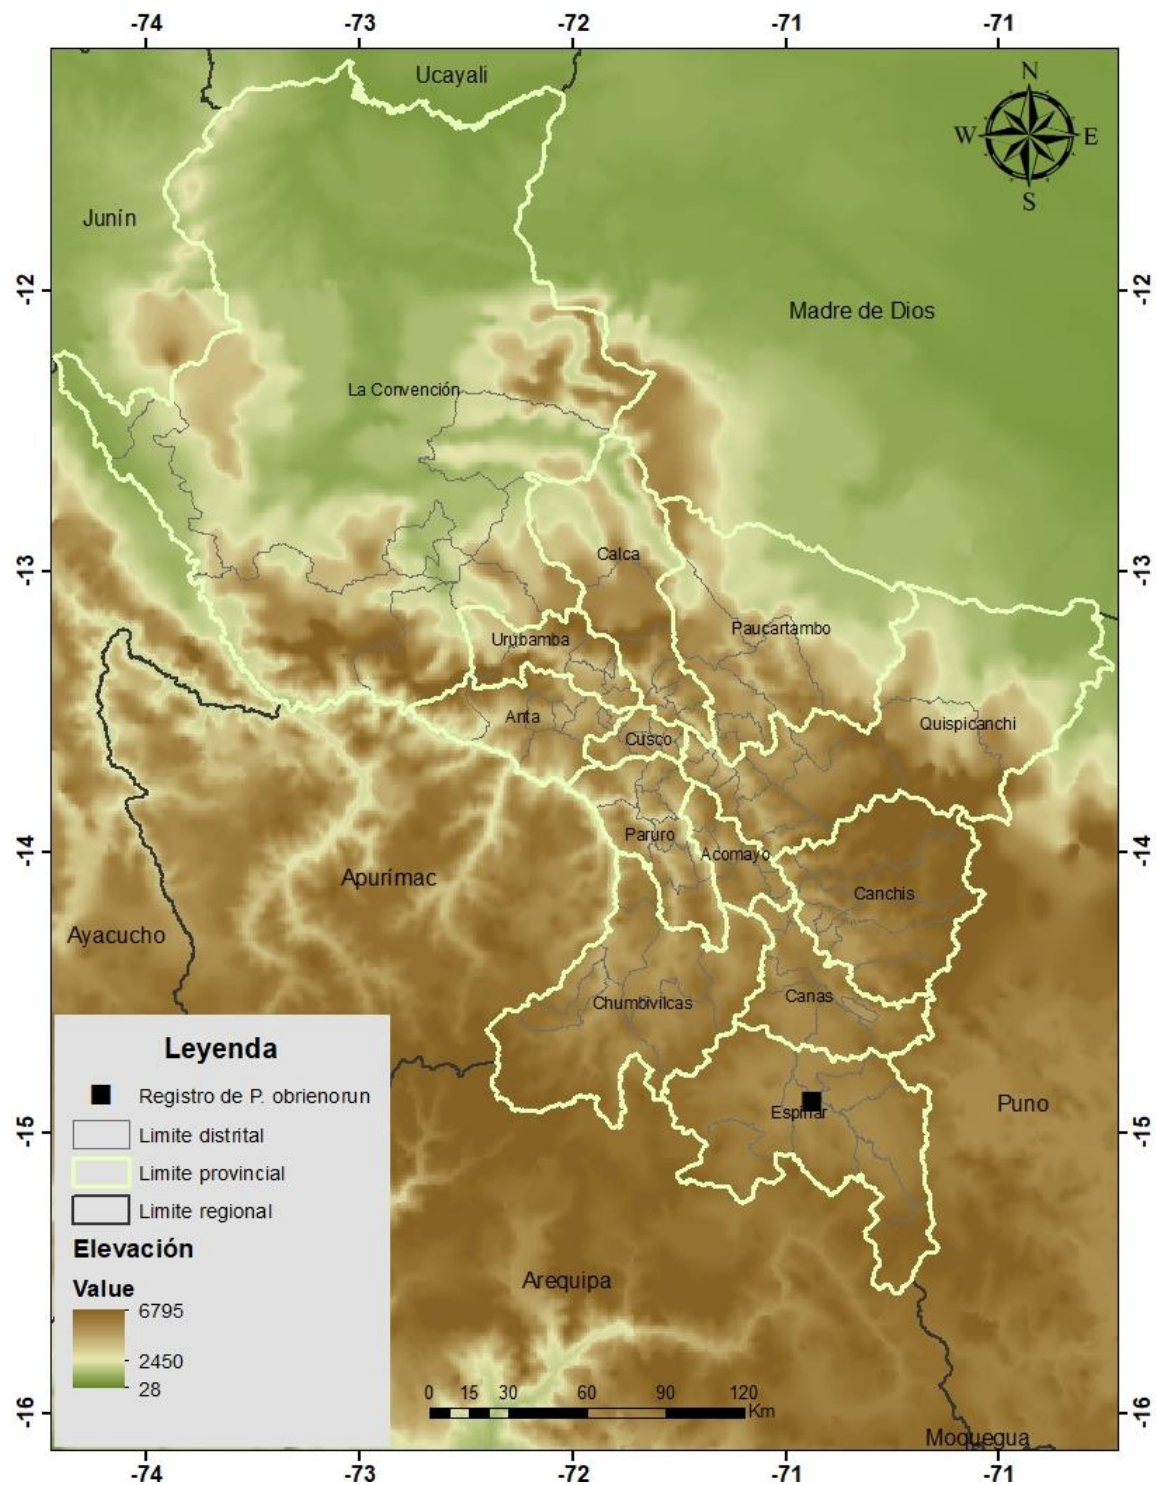 -74 -73 -72 -71 -71
Ucayali
N
W E
S
Junín
-12 -12
Madre de Dios
La Convención
Calca
-13 -13
Paucartambo
Urubamba
Anta
Quispicanchi
Cusco
Paruro
-14 -14
Acomayo
Apurímac
Canchis
Ayacucho
Canas
Chumbivilcas
Leyenda
Registro de P. obrienorun
Puno
Espinar
-15 -15
Limite distrital
Limite provincial
Limite regional
Elevación
Arequipa
Value
6795
2450
28
0 15 30 60 90 120
Km
-16 -16
Moquegua
-74 -73 -72 -71 -71